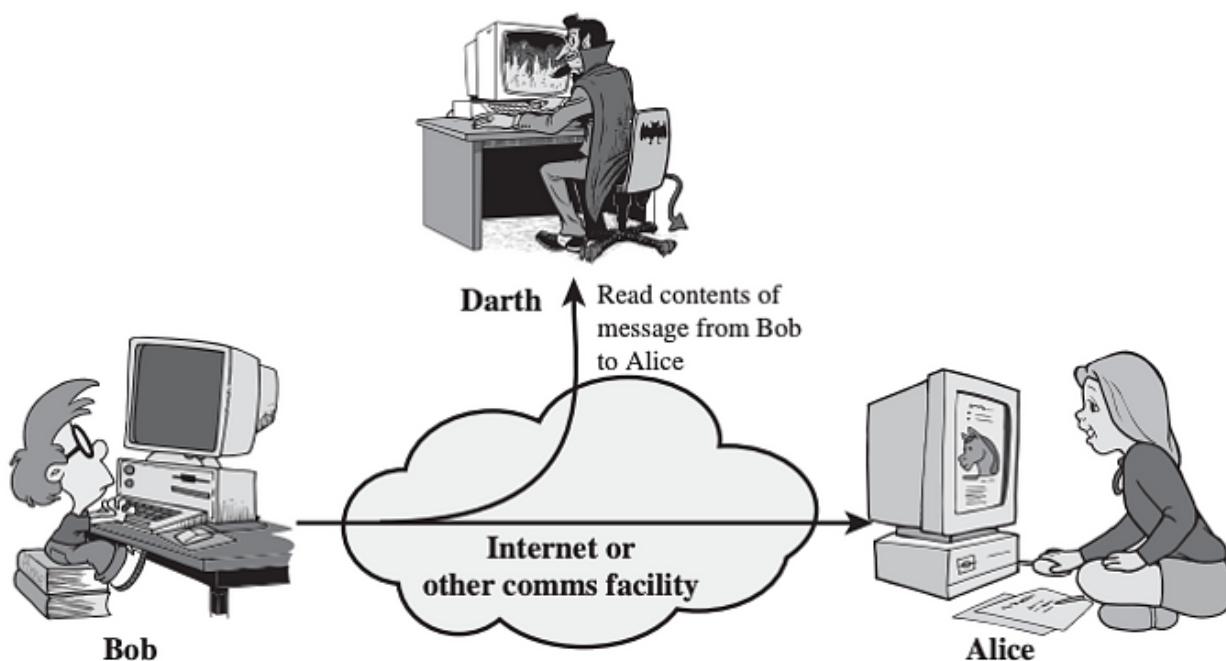 Darth
Read contents of
message from Bob
to Alice
Internet or
other comms facility
Bob
Alice